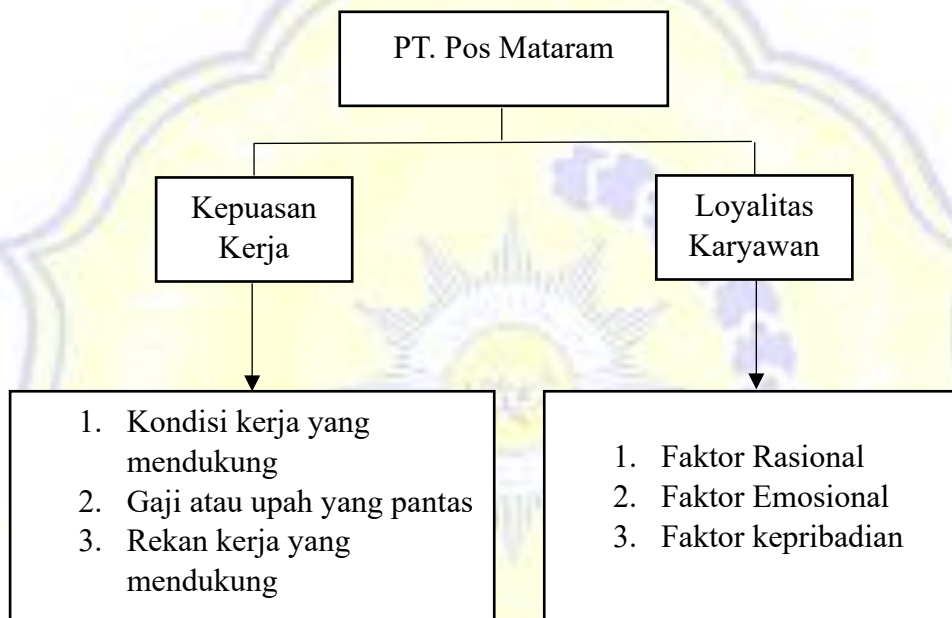 PT. Pos Mataram
Kepuasan
Kerja
Loyalitas
Karyawan
1. Kondisi kerja yang
mendukung
2. Gaji atau upah yang pantas
3. Rekan kerja yang
mendukung
1. Faktor Rasional
2. Faktor Emosional
3. Faktor kepribadian